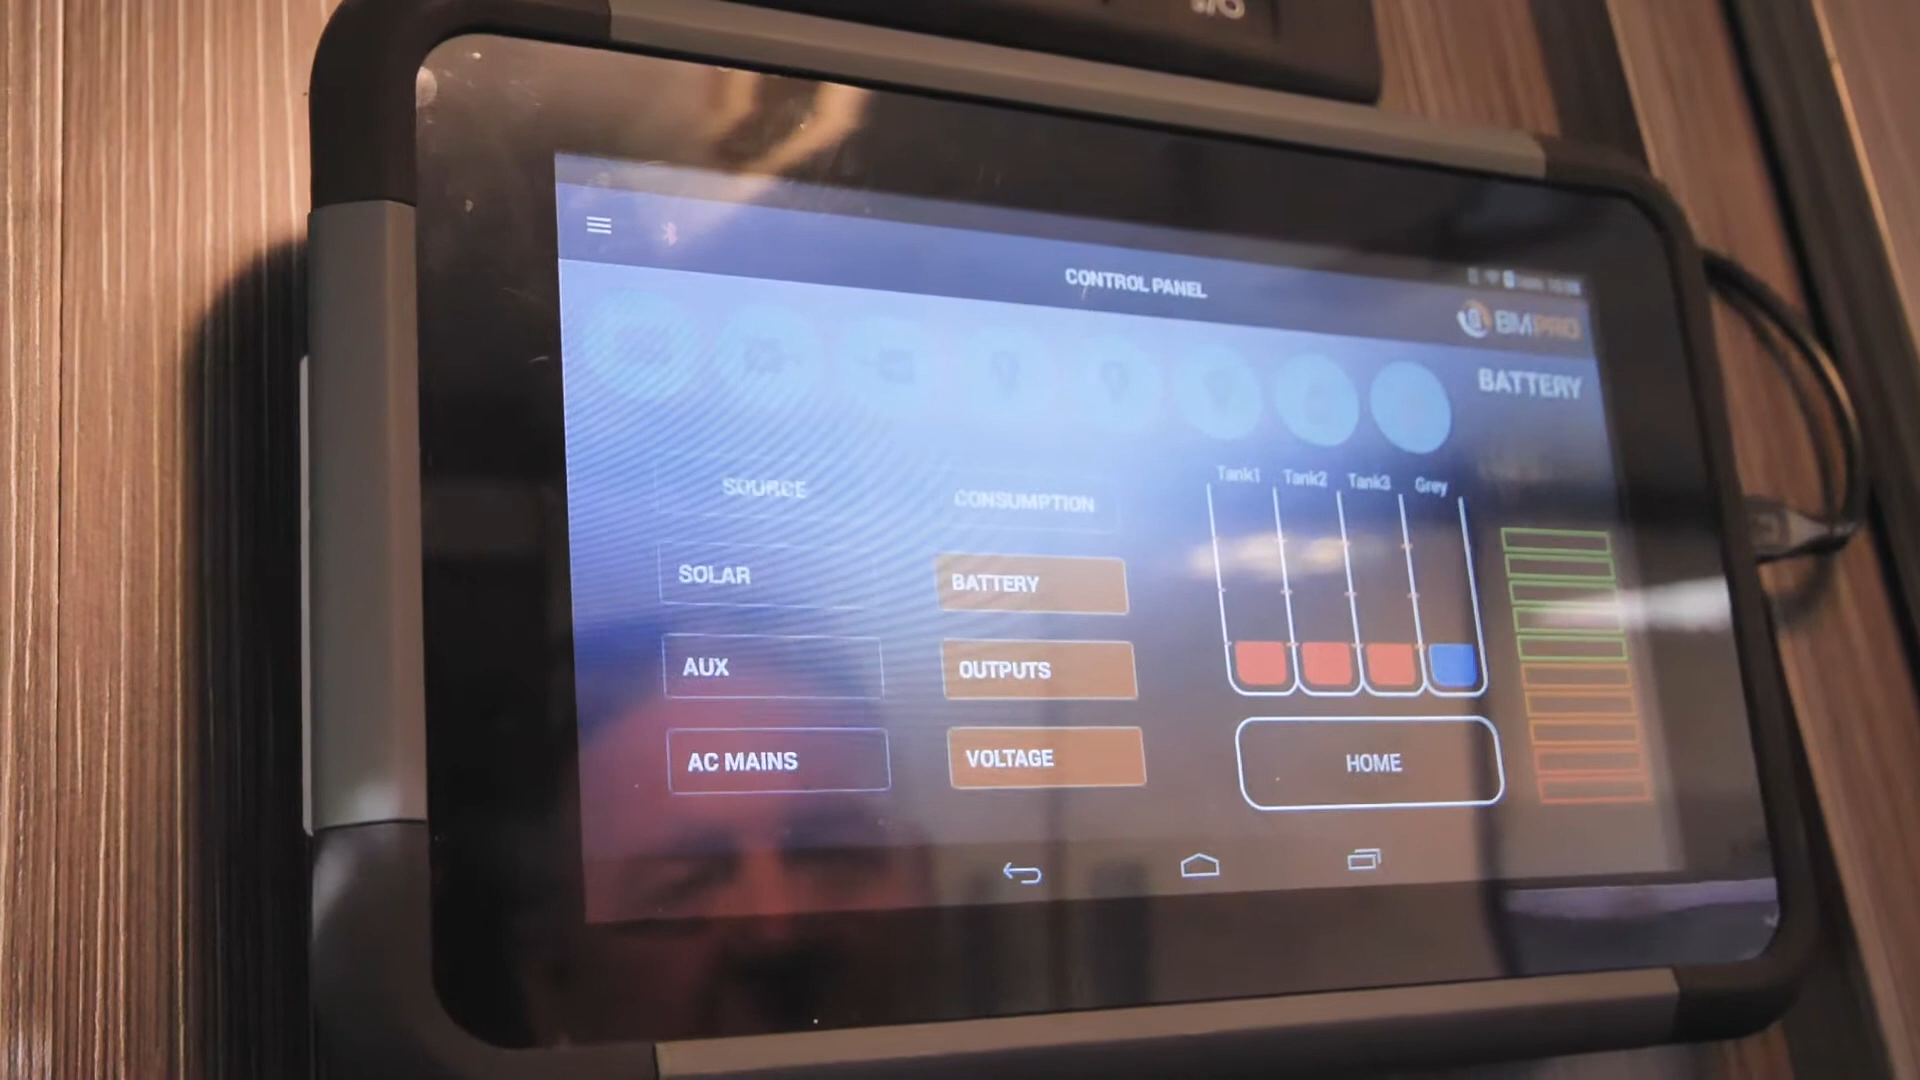 CONTROL PANEL
BMPRO
BATTERY
Tank1 Tank2 Tank3 Grey
SOURCE
CONSUMPTION
SOLAR
BATTERY
AUX
OUTPUTS
AC MAINS
VOLTAGE
HOME